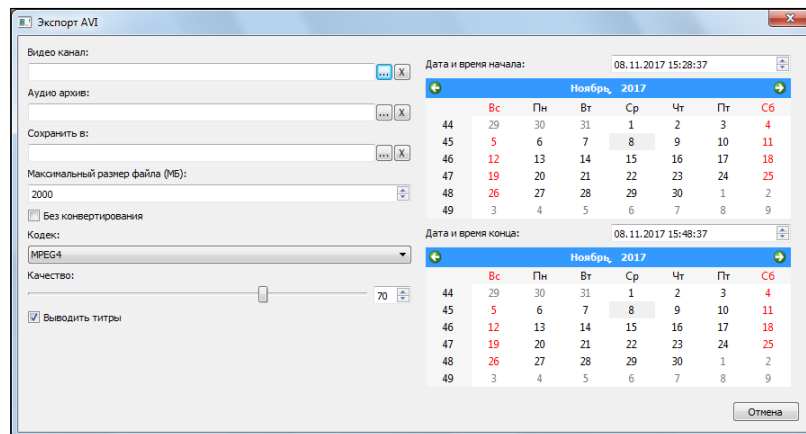 Экспорт AVI
Видео канал:
... X
Аудио архив:
... X
Сохранить в:
... X
Максимальный размер файла (МБ):
2000
Без конвертирования
Кодек:
MPEG4
Качество:
70
Выводить титры
Дата и время начала: 08.11.2017 15:28:37
Ноябрь, 2017
Вс Пн Вт Ср Чт Пт Сб
44 29 30 31 1 2 3 4
45 5 6 7 8 9 10 11
46 12 13 14 15 16 17 18
47 19 20 21 22 23 24 25
48 26 27 28 29 30 1 2
49 3 4 5 6 7 8 9
Дата и время конца: 08.11.2017 15:48:37
Ноябрь, 2017
Вс Пн Вт Ср Чт Пт Сб
44 29 30 31 1 2 3 4
45 5 6 7 8 9 10 11
46 12 13 14 15 16 17 18
47 19 20 21 22 23 24 25
48 26 27 28 29 30 1 2
49 3 4 5 6 7 8 9
Отмена